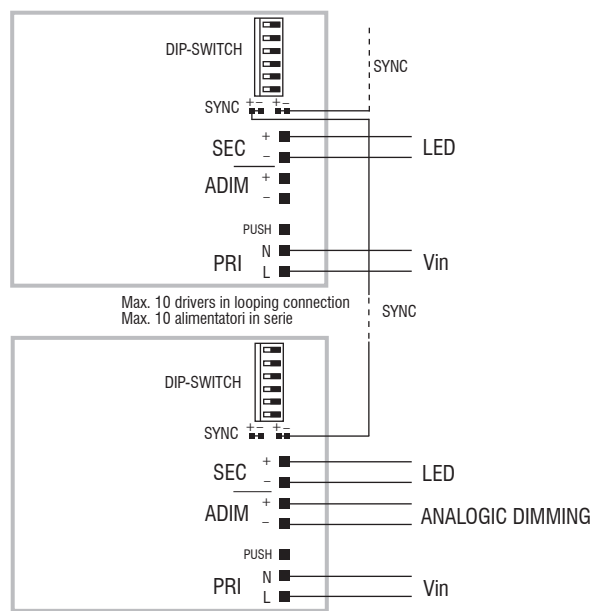 DIP-SWITCH
SYNC
SYNC + – + –
SEC + –
LED
ADIM + –
PUSH
PRI N L
Vin
Max. 10 drivers in looping connection
Max. 10 alimentatori in serie
SYNC
DIP-SWITCH
SYNC + – + –
SEC + –
LED
ADIM + –
ANALOGIC DIMMING
PUSH
PRI N L
Vin